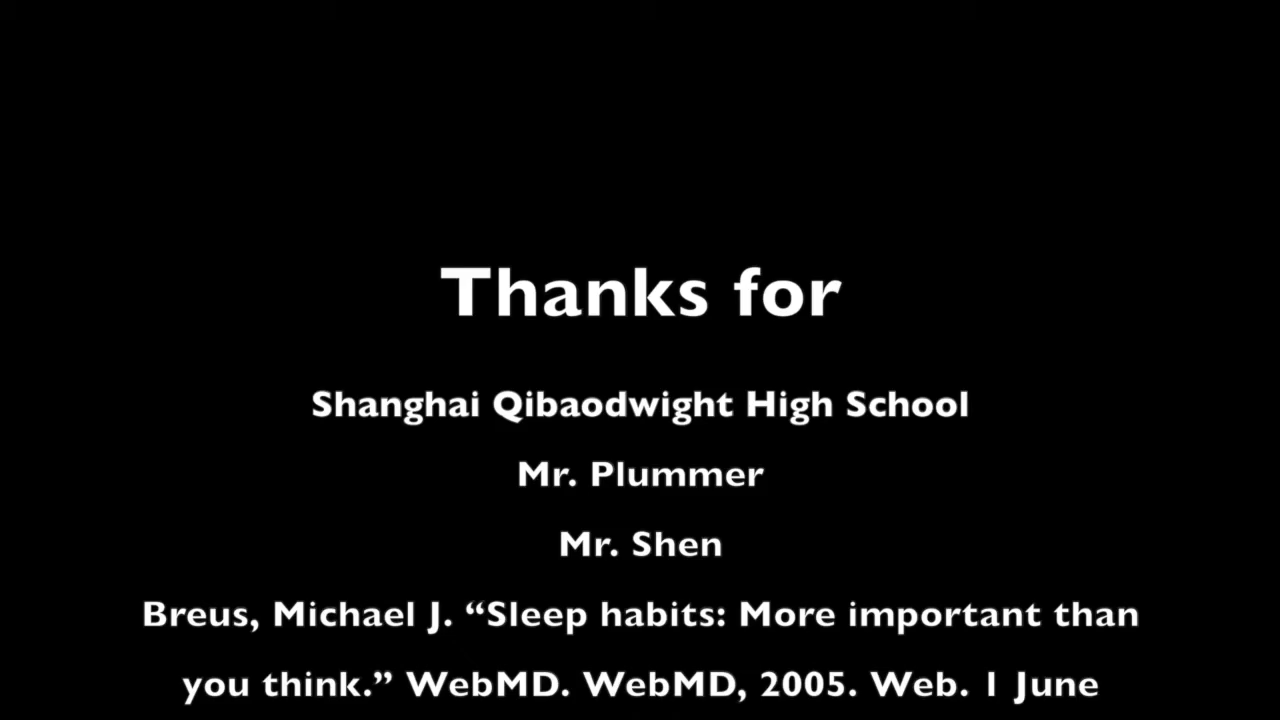 Thanks for
Shanghai Qibaodwight High School
Mr. Plummer
Mr. Shen
Breus, Michael J. “Sleep habits: More important than
you think.” WebMD. WebMD, 2005. Web. 1 June